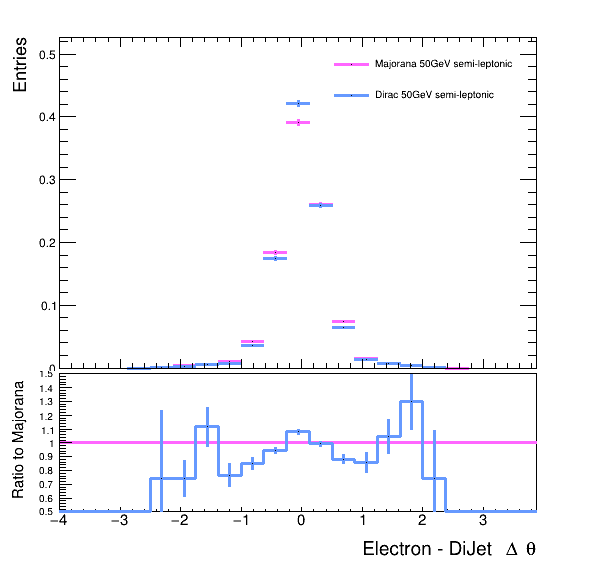 Entries
0.5
0.4
0.3
0.2
0.1
0
Majorana 50GeV semi-leptonic
Dirac 50GeV semi-leptonic
Ratio to Majorana
1.5
1.4
1.3
1.2
1.1
1
0.9
0.8
0.7
0.6
0.5
−4 −3 −2 −1 0 1 2 3
Electron - DiJet Δ θ